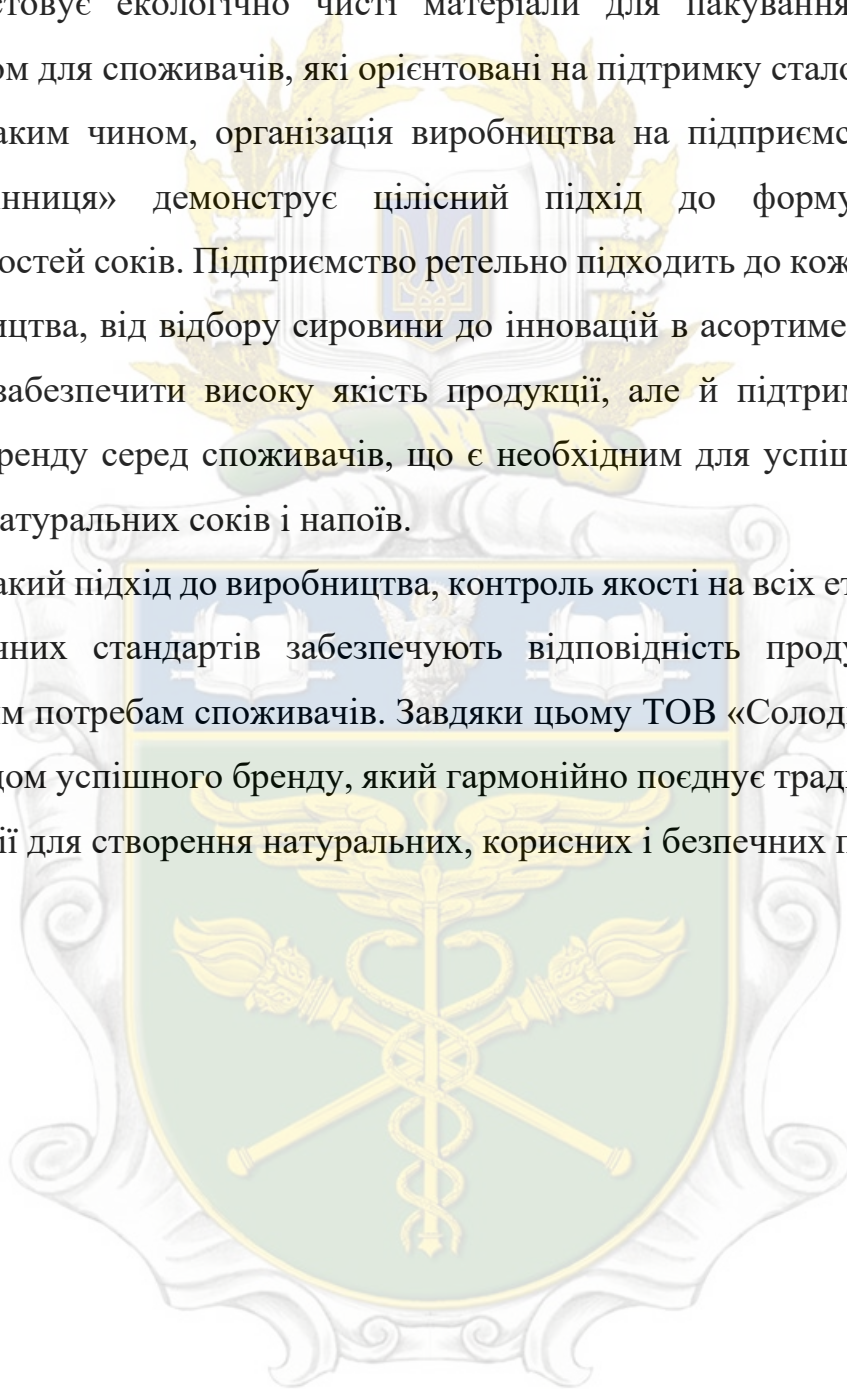 стовує екологічно чисті матеріали для пакування
ом для споживачів, які орієнтовані на підтримку стало
аким чином, організація виробництва на підприємс
нниця» демонструє цілісний підхід до форму
остей соків. Підприємство ретельно підходить до кож
ицтва, від відбору сировини до інновацій в асортиме
забезпечити високу якість продукції, але й підтрим
ренду серед споживачів, що є необхідним для успіш
атуральних соків і напоїв.
акий підхід до виробництва, контроль якості на всіх ет
чних стандартів забезпечують відповідність проду
им потребам споживачів. Завдяки цьому ТОВ «Солод
дом успішного бренду, який гармонійно поєднує трад
ії для створення натуральних, корисних і безпечних п